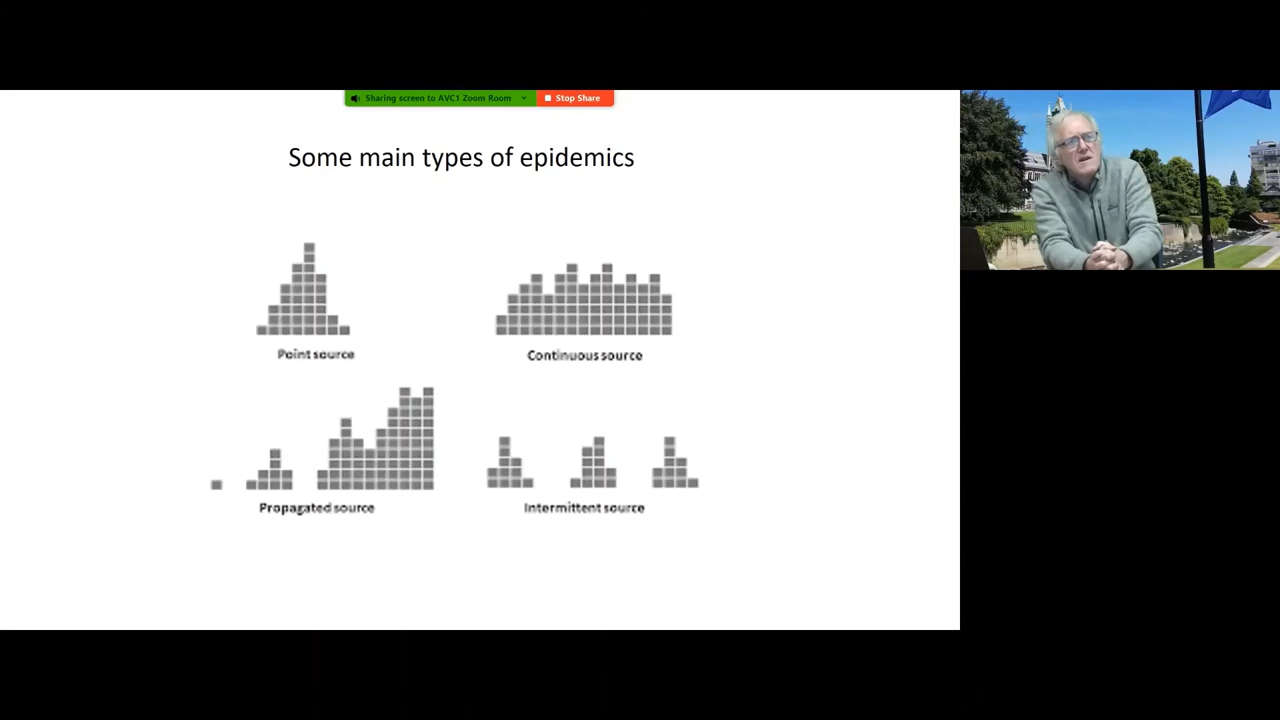 Sharing screen to AVC1 Zoom Room
Stop Share
Some main types of epidemics
Point source
Continuous source
Propagated source
Intermittent source